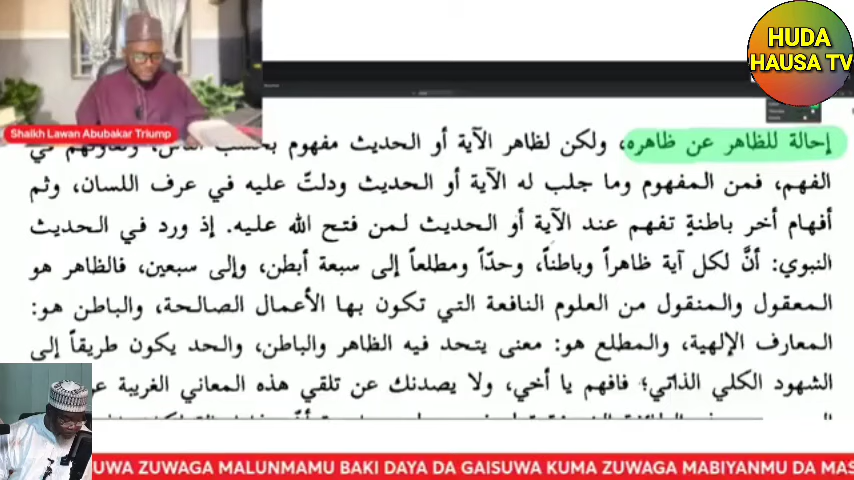 HUDA
HAUSA TV
Shaikh Lawan Abubakar Triump
إحالة للظاهر عن ظاهره، ولكن لظاهر الآية أو الحديث مفهوم بحسب الناس، وتفاوتهم في
الفهم، فمن المفهوم وما جلب له الآية أو الحديث ودلتّ عليه في عرف اللسان، وثم
أفهام أخر باطنةٍ تفهم عند الآية أو الحديث لمن فتح الله عليه. إذ ورد في الحديث
النبوي: أنَّ لكل آية ظاهراً وباطناً، وحدّاً ومطلعاً إلى سبعة أبطن، وإلى سبعين، فالظاهر هو
المعقول والمنقول من العلوم النافعة التي تكون بها الأعمال الصالحة، والباطن هو:
المعارف الإلهية، والمطلع هو: معنى يتحد فيه الظاهر والباطن، والحد يكون طريقاً إلى
الشهود الكلي الذاتي؛ فافهم يا أخي، ولا يصدنك عن تلقي هذه المعاني الغريبة
UWA ZUWAGA MALUNMAMU BAKI DAYA DA GAISUWA KUMA ZUWAGA MABIYANMU DA MAS